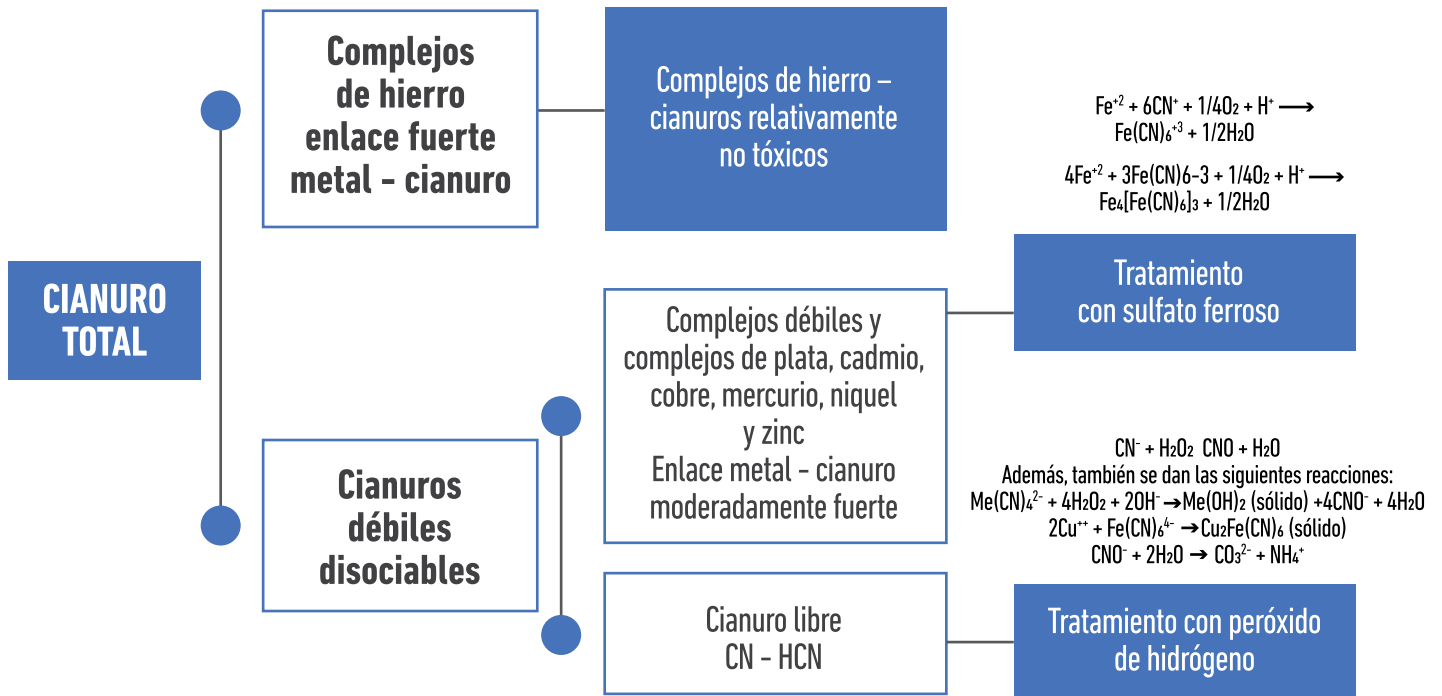 CIANURO
TOTAL
Complejos
de hierro
enlace fuerte
metal - cianuro
Complejos de hierro –
cianuros relativamente
no tóxicos
Fe⁺² + 6CN⁺ + 1/4O₂ + H⁺ ⟶
Fe(CN)₆⁺³ + 1/2H₂O
4Fe⁺² + 3Fe(CN)6-3 + 1/4O₂ + H⁺ ⟶
Fe₄[Fe(CN)₆]₃ + 1/2H₂O
Tratamiento
con sulfato ferroso
Cianuros
débiles
disociables
Complejos débiles y
complejos de plata, cadmio,
cobre, mercurio, niquel
y zinc
Enlace metal - cianuro
moderadamente fuerte
Cianuro libre
CN - HCN
CN⁻ + H₂O₂ CNO + H₂O
Además, también se dan las siguientes reacciones:
Me(CN)₄²⁻ + 4H₂O₂ + 2OH⁻ → Me(OH)₂ (sólido) +4CNO⁻ + 4H₂O
2Cu⁺⁺ + Fe(CN)₆⁴⁻ → Cu₂Fe(CN)₆ (sólido)
CNO⁻ + 2H₂O → CO₃²⁻ + NH₄⁺
Tratamiento con peróxido
de hidrógeno